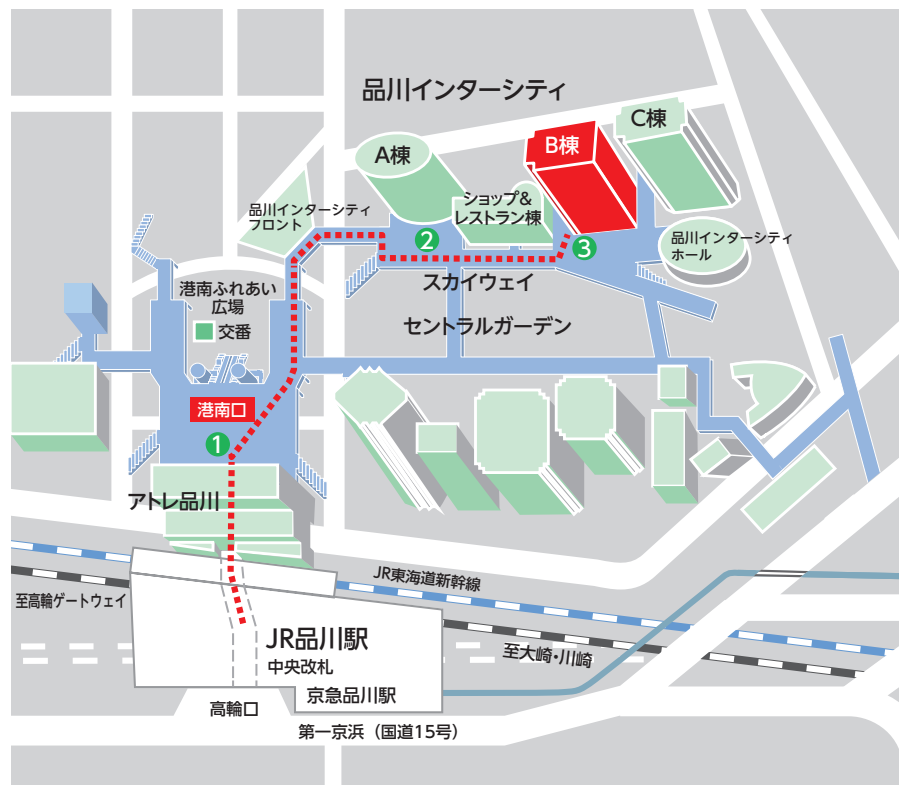 品川インターシティ
C棟
B棟
A棟
ショップ&
レストラン棟
品川インターシティ
フロント
2
3
品川インターシティ
ホール
スカイウェイ
港南ふれあい
広場
交番
セントラルガーデン
港南口
1
アトレ品川
JR東海道新幹線
至高輪ゲートウェイ
JR品川駅
中央改札
至大崎・川崎
京急品川駅
高輪口
第一京浜（国道15号）